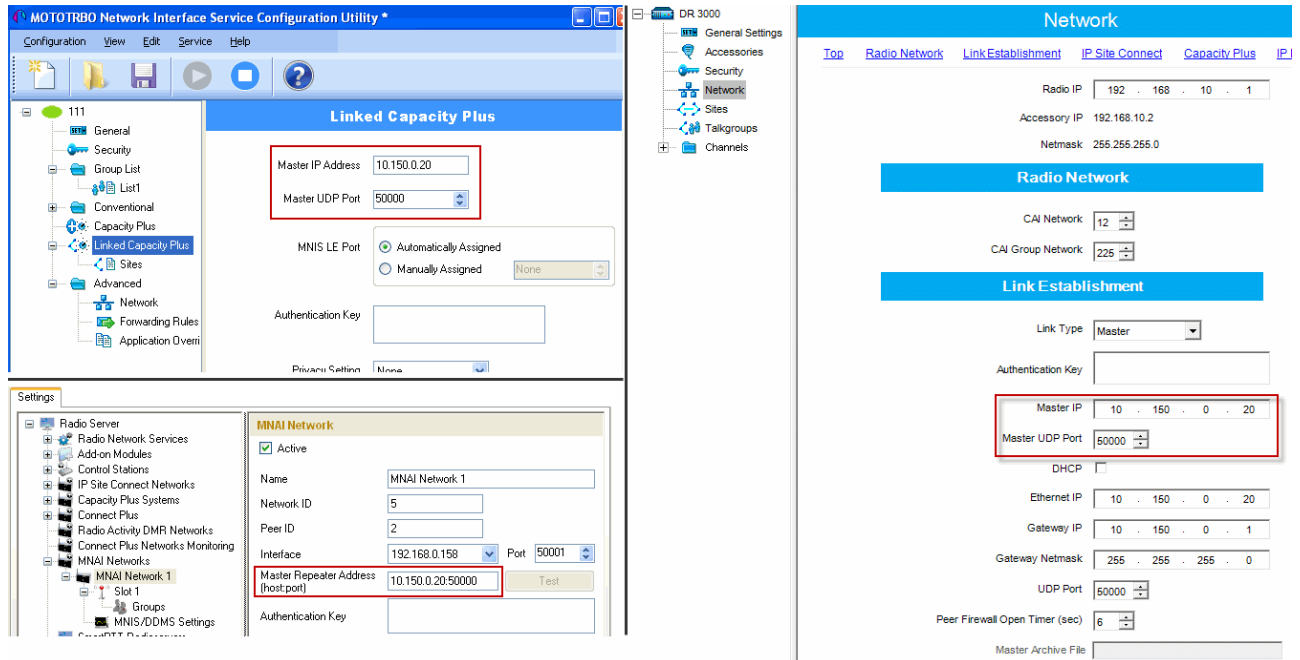 MOTOTRBO Network Interface Service Configuration Utility *
Configuration View Edit Service Help
111
General
Security
Group List
List1
Conventional
Capacity Plus
Linked Capacity Plus
Sites
Advanced
Network
Forwarding Rules
Application Overri
Linked Capacity Plus
Master IP Address 10.150.0.20
Master UDP Port 50000
MNIS LE Port Automatically Assigned
Manually Assigned None
Authentication Key
Privacy Setting None
Settings
Radio Server
Radio Network Services
Add-on Modules
Control Stations
IP Site Connect Networks
Capacity Plus Systems
Connect Plus
Radio Activity DMR Networks
Connect Plus Networks Monitoring
MNAI Networks
MNAI Network 1
Slot 1
Groups
MNIS/DDMS Settings
SmartPTT Radioservers
MNAI Network
Active
Name MNAI Network 1
Network ID 5
Peer ID 2
Interface 192.168.0.158 Port 50001
Master Repeater Address
(host:port) 10.150.0.20:50000 Test
Authentication Key
DR 3000
General Settings
Accessories
Security
Network
Sites
Talkgroups
Channels
Network
Top Radio Network Link Establishment IP Site Connect Capacity Plus
Radio IP 192 . 168 . 10 . 1
Accessory IP 192.168.10.2
Netmask 255.255.255.0
Radio Network
CAI Network 12
CAI Group Network 225
Link Establishment
Link Type Master
Authentication Key
Master IP 10 . 150 . 0 . 20
Master UDP Port 50000
DHCP
Ethernet IP 10 . 150 . 0 . 20
Gateway IP 10 . 150 . 0 . 1
Gateway Netmask 255 . 255 . 255 . 0
UDP Port 50000
Peer Firewall Open Timer (sec) 6
Master Archive File